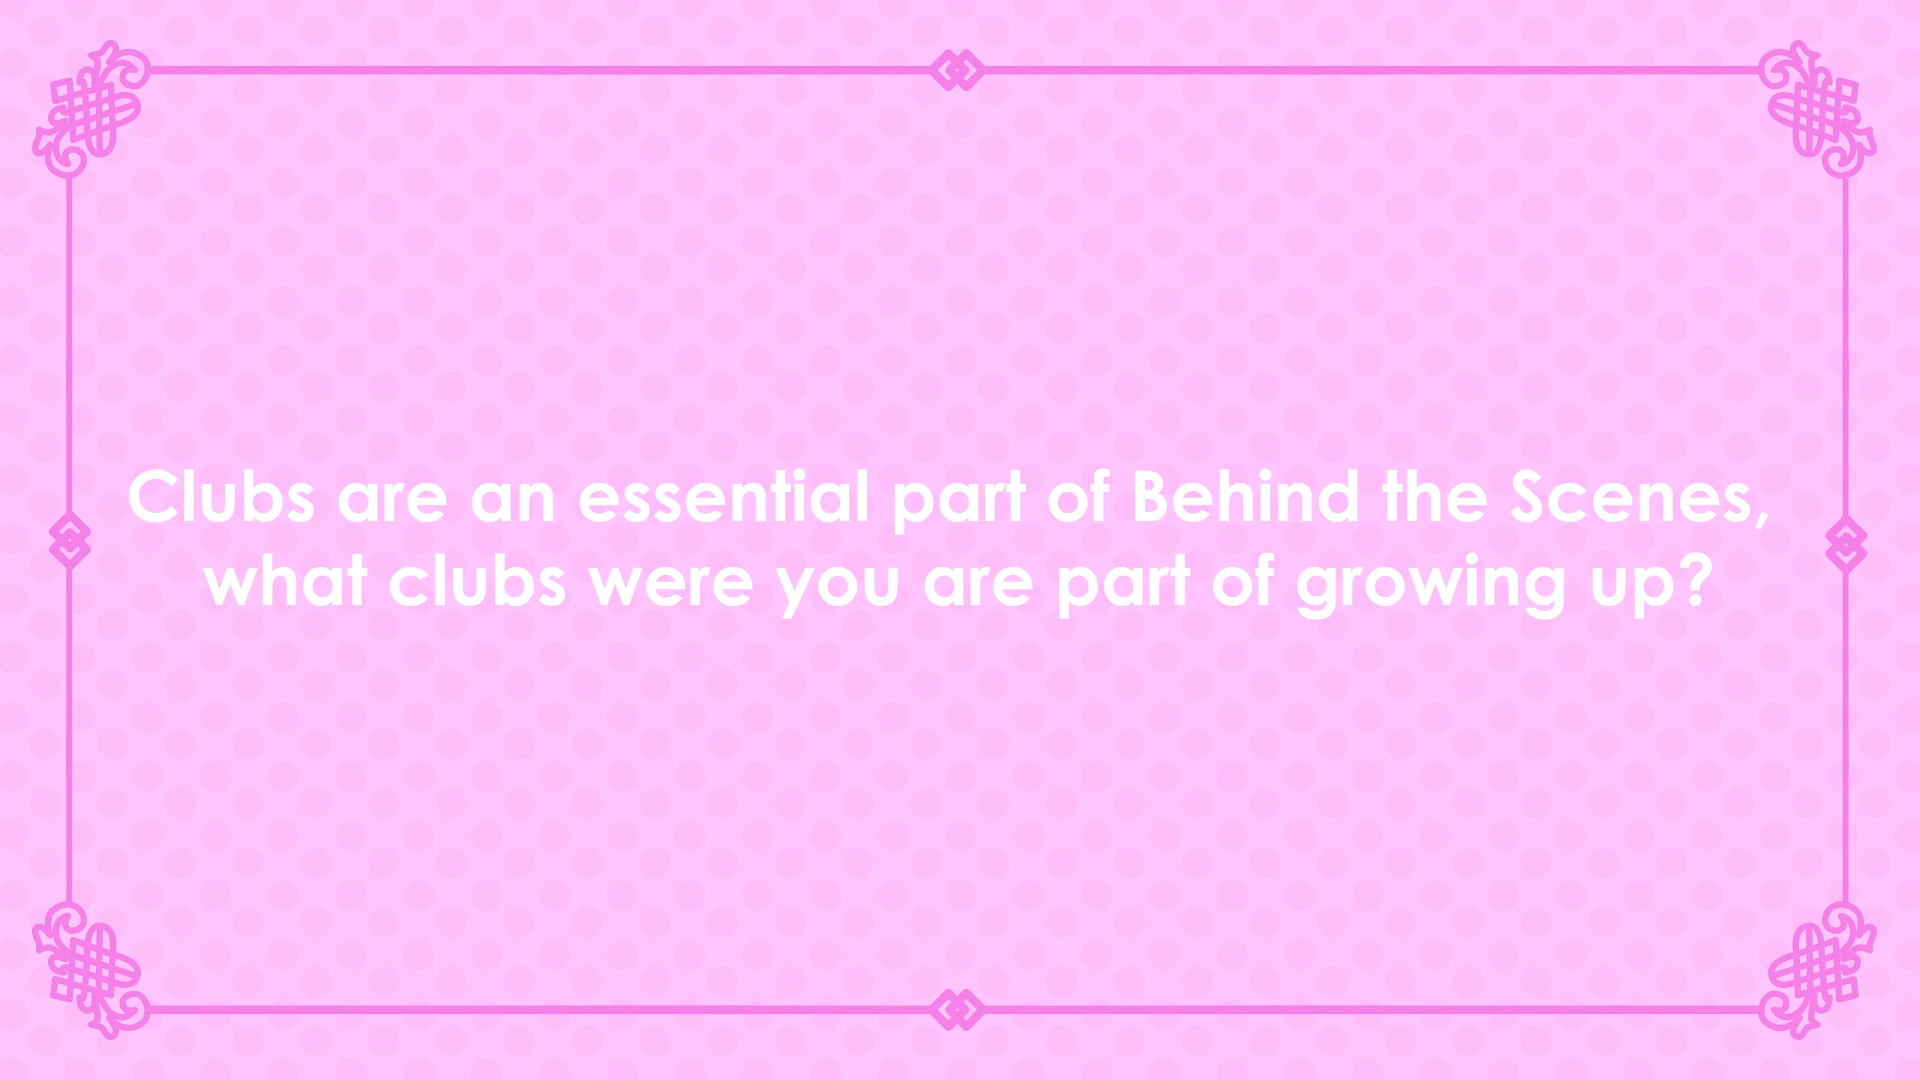 Clubs are an essential part of Behind the Scenes,
what clubs were you are part of growing up?